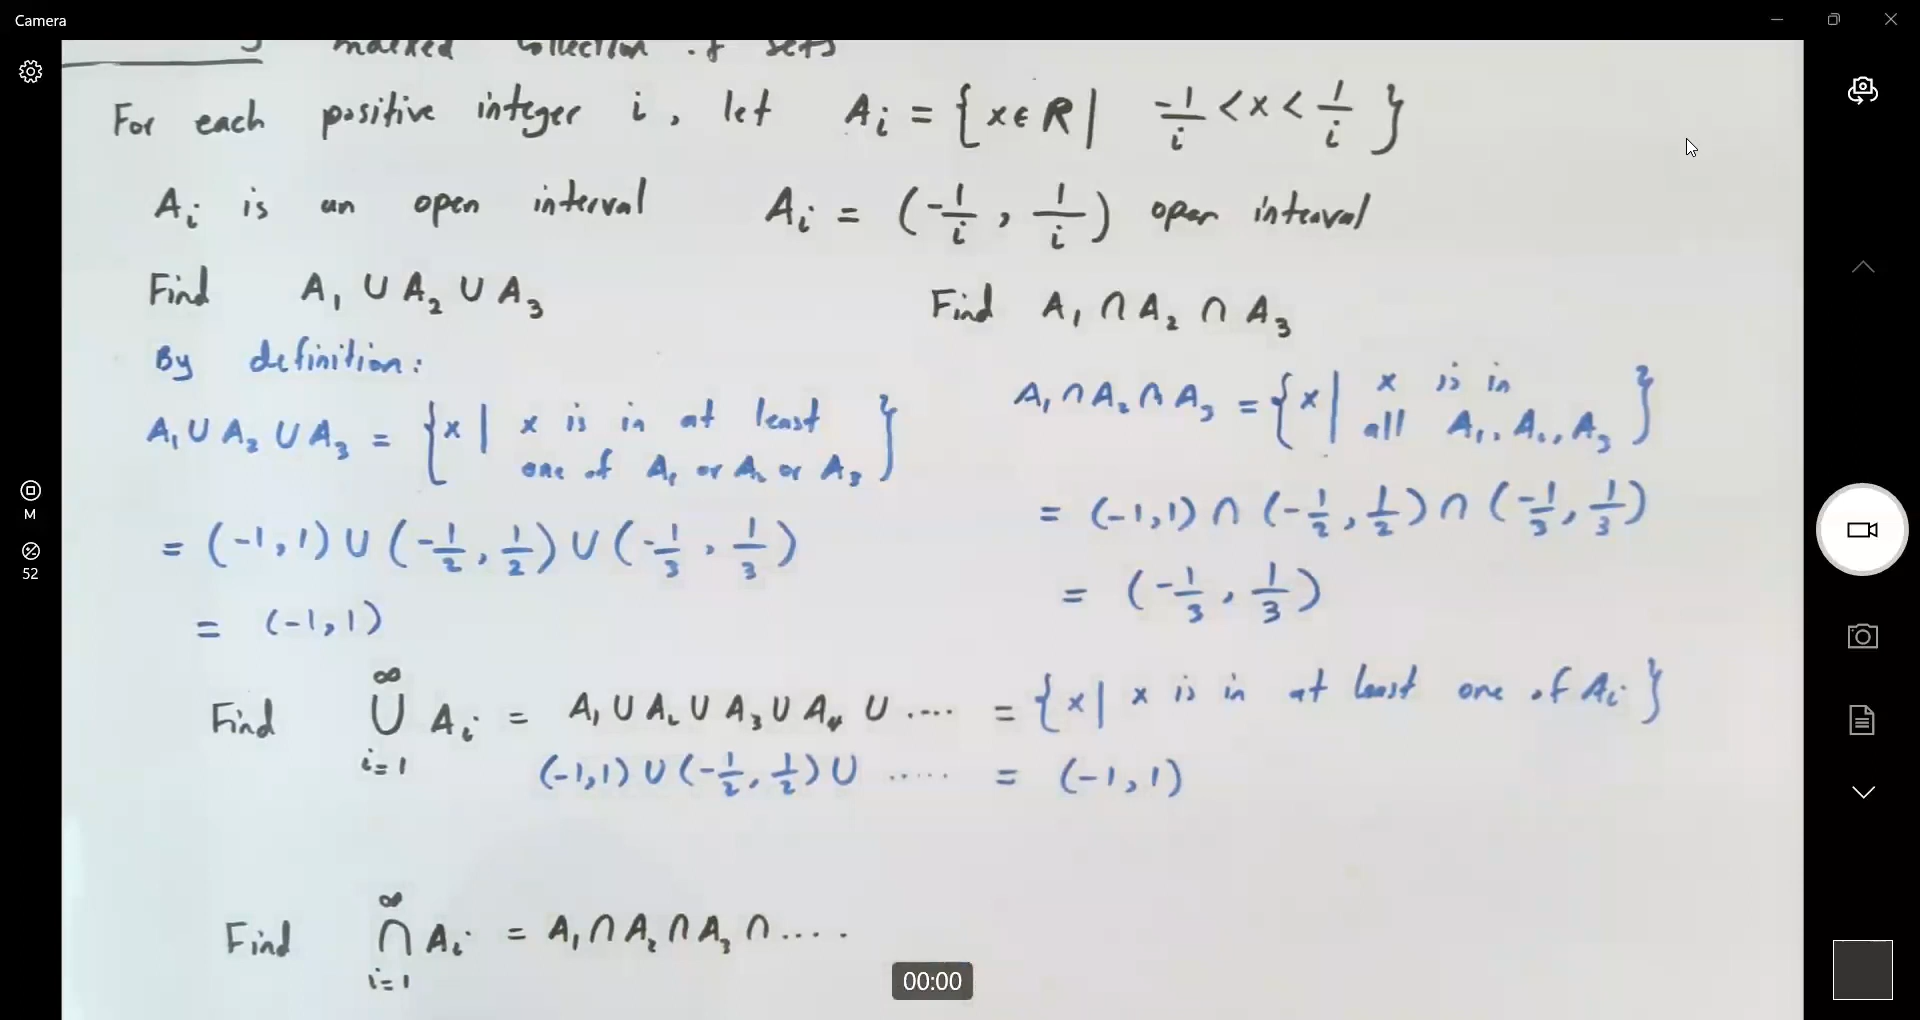 Camera
marked collection of sets
For each positive integer i, let Ai = {x ∈ R | -1/i < x < 1/i }
Ai is an open interval Ai = (-1/i, 1/i) open interval
Find A1 ∪ A2 ∪ A3
Find A1 ∩ A2 ∩ A3
By definition:
A1 ∪ A2 ∪ A3 = {x | x is in at least
one of A1 or A2 or A3}
= (-1,1) ∪ (-1/2, 1/2) ∪ (-1/3, 1/3)
= (-1,1)
A1 ∩ A2 ∩ A3 = {x | x is in
all A1, A2, A3}
= (-1,1) ∩ (-1/2, 1/2) ∩ (-1/3, 1/3)
= (-1/3, 1/3)
Find ∞ ∪ i=1 Ai = A1 ∪ A2 ∪ A3 ∪ A4 ∪ .... = {x | x is in at least one of Ai}
(-1,1) ∪ (-1/2, 1/2) ∪ ..... = (-1,1)
Find ∞ ∩ i=1 Ai = A1 ∩ A2 ∩ A3 ∩ ....
M
52
00:00